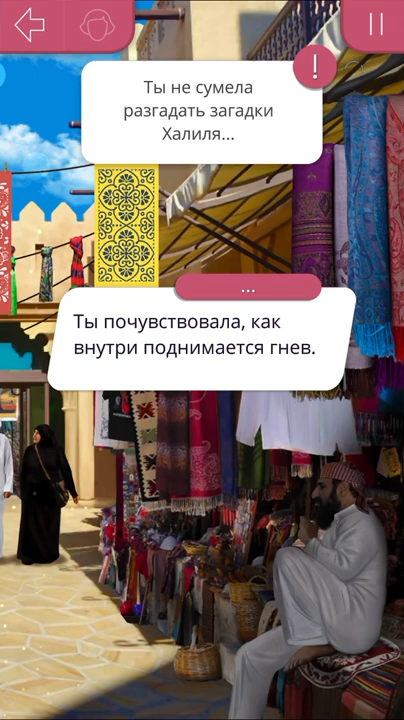 !
Ты не сумела
разгадать загадки
Халиля...
...
Ты почувствовала, как
внутри поднимается гнев.